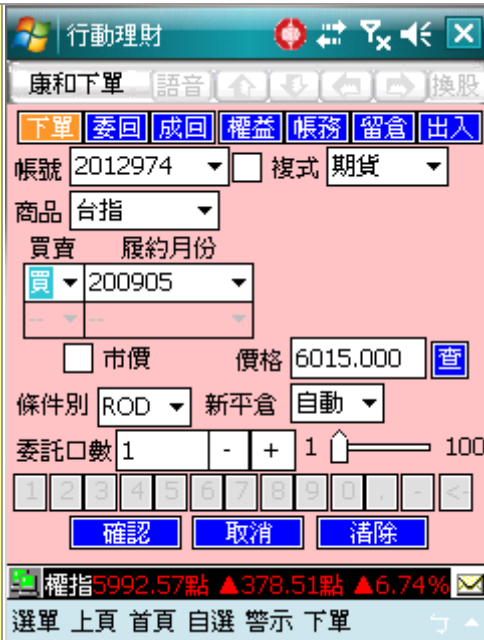 行動理財
康和下單 語音 換股
下單 委回 成回 權益 帳務 留倉 出入
帳號 2012974 複式 期貨
商品 台指
買賣 履約月份
買 200905
-- --
市價 價格 6015.000 查
條件別 ROD 新平倉 自動
委託口數 1 - + 1 100
1 2 3 4 5 6 7 8 9 0 . - <-
確認 取消 清除
權指5992.57點 ▲378.51點 ▲6.74%
選單 上頁 首頁 自選 警示 下單 ㄅ